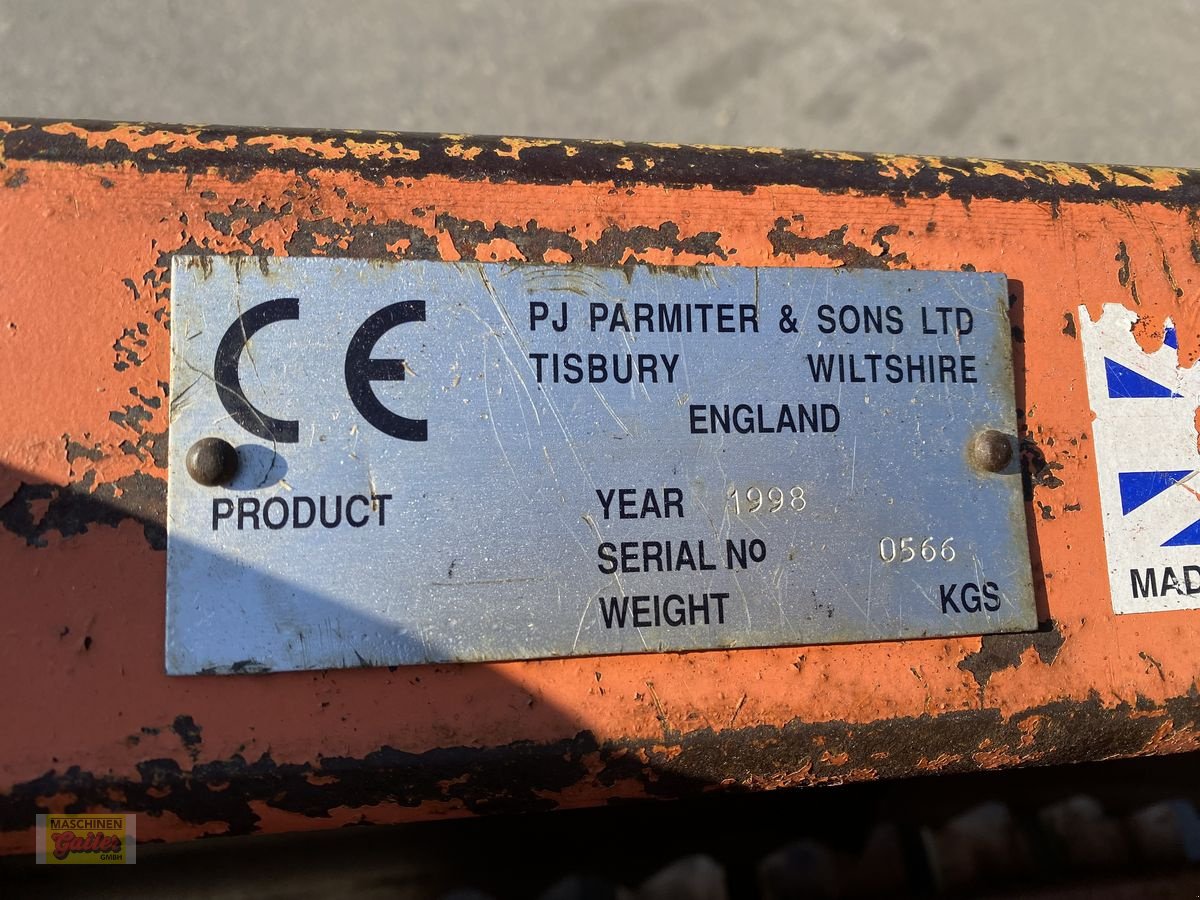 CE
PJ PARMITER & SONS LTD
TISBURY WILTSHIRE
ENGLAND
PRODUCT
YEAR 1998
SERIAL No 0566
WEIGHT KGS
MAD
MASCHINEN
Gailer
GMBH